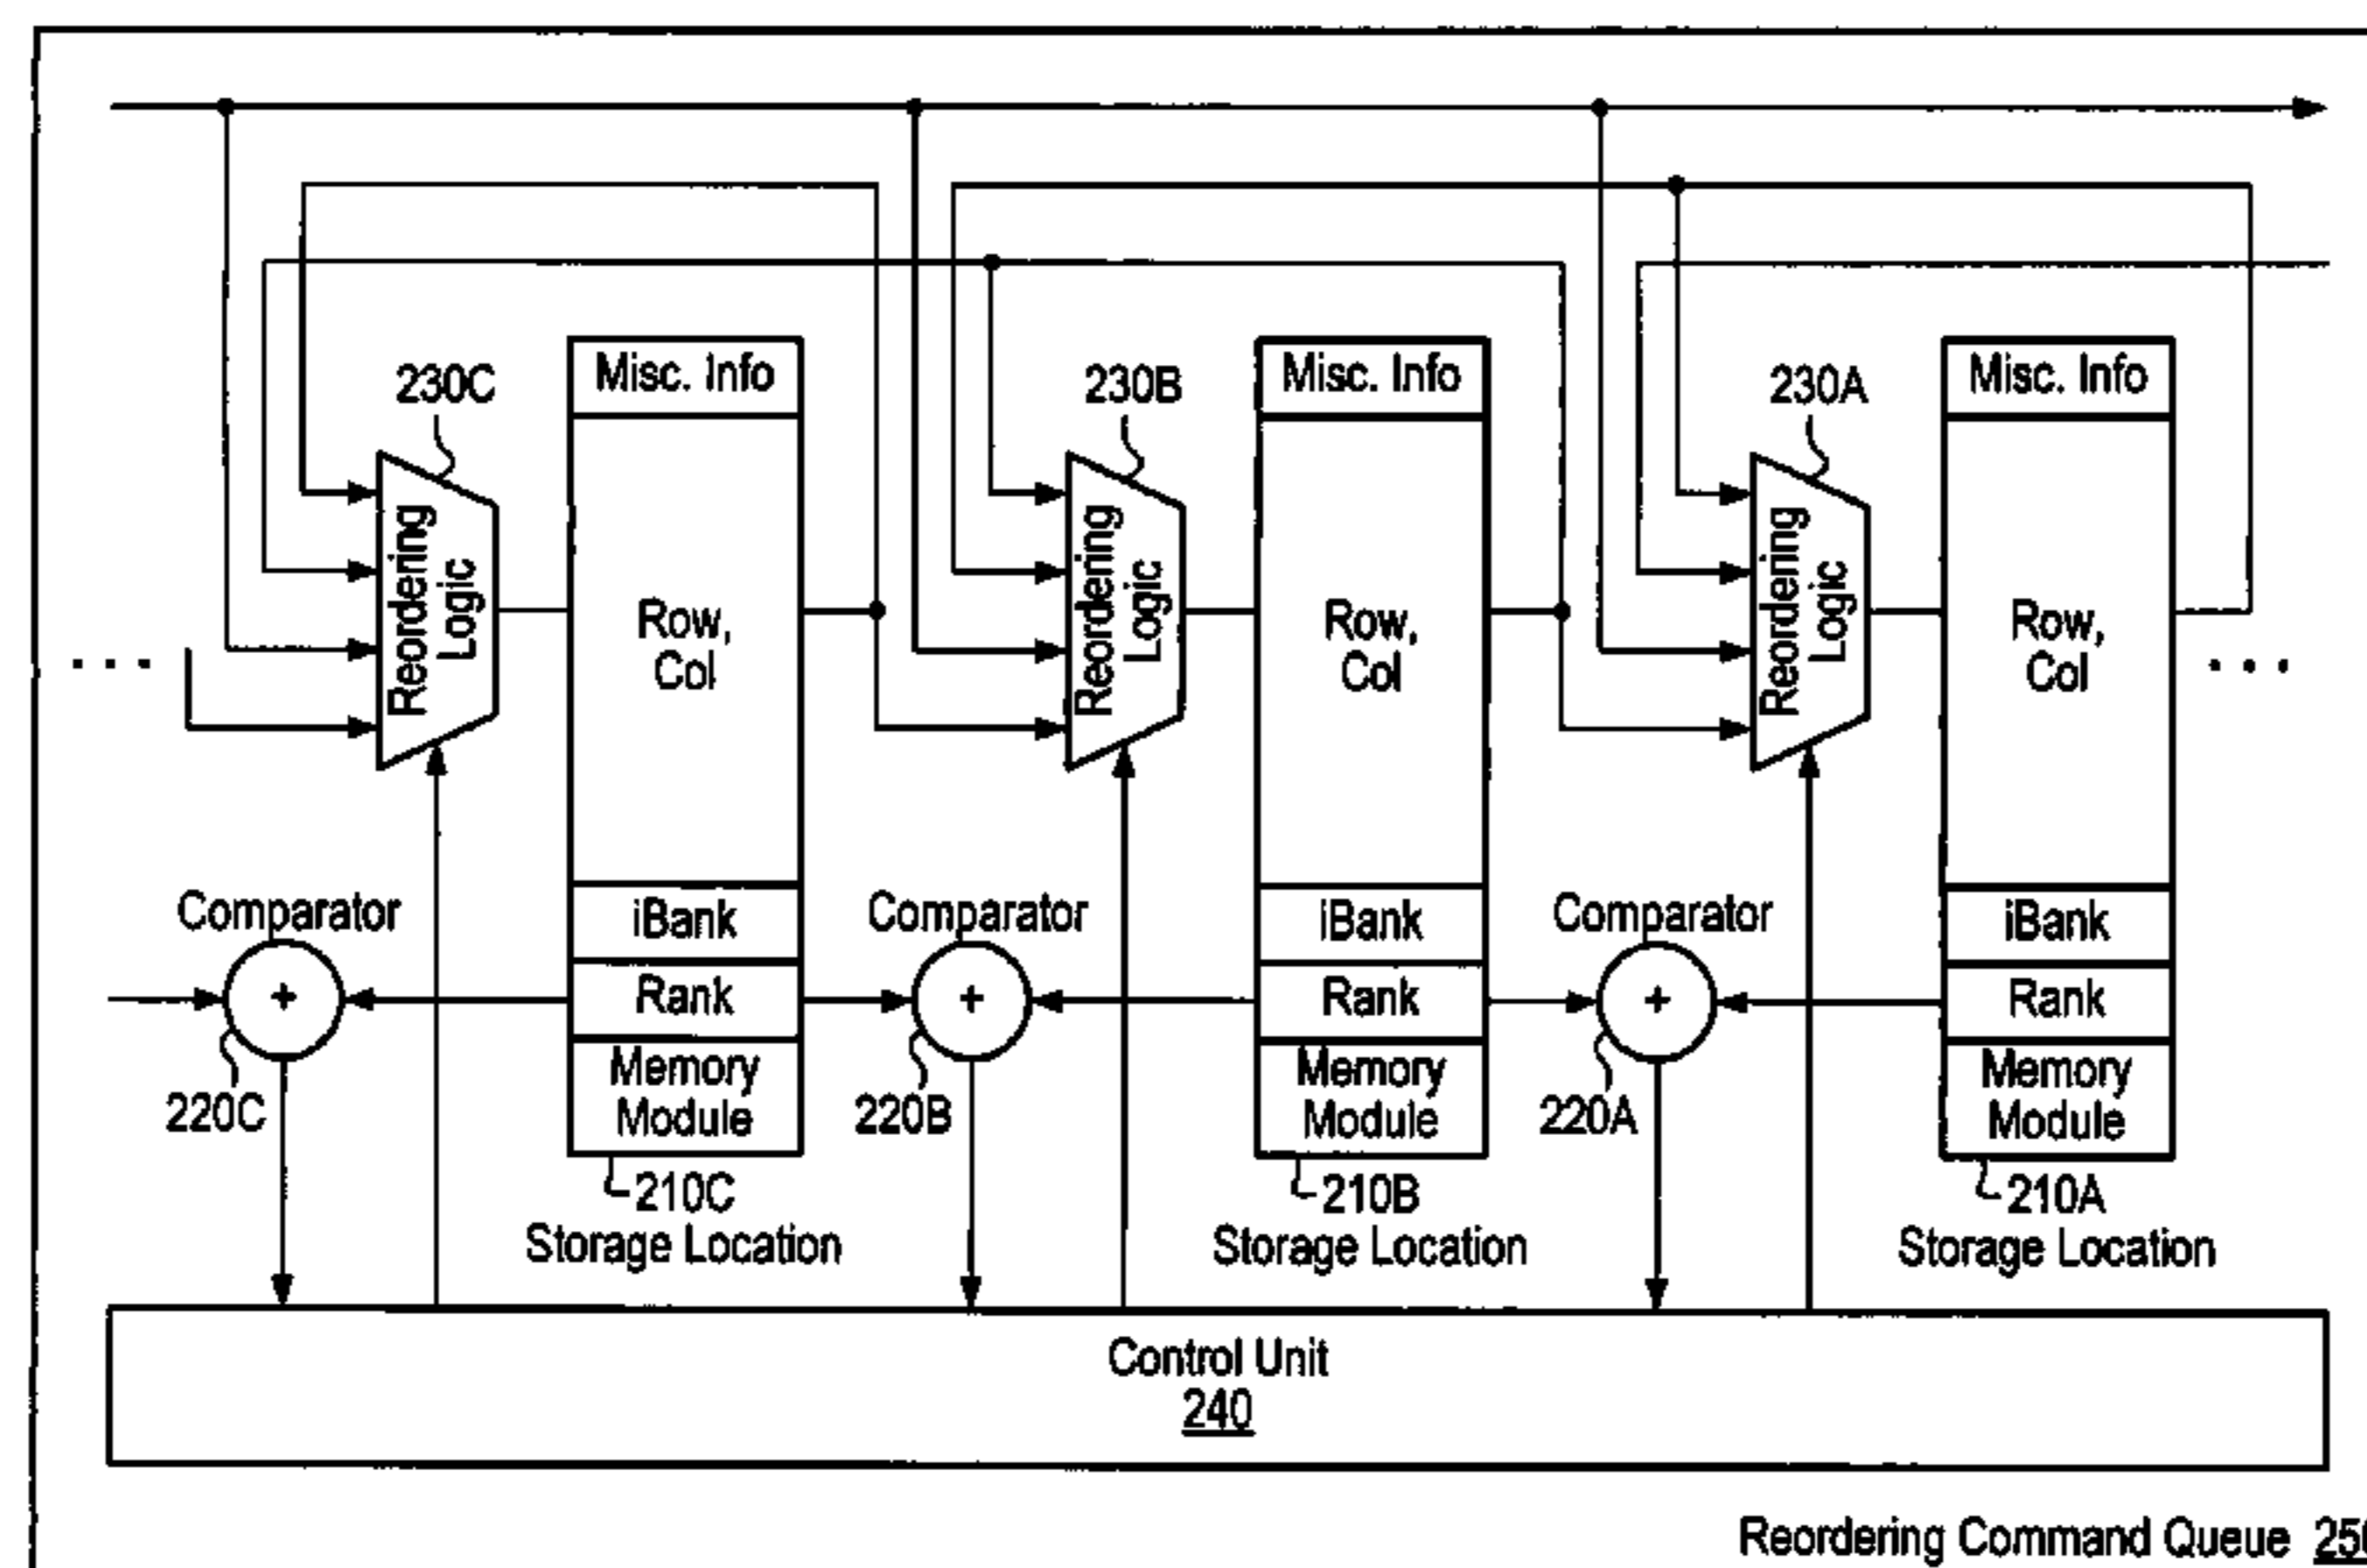 230C
Misc. Info
230B
Misc. Info
230A
Misc. Info
Reordering
Logic
Row,
Col
Reordering
Logic
Row,
Col
Reordering
Logic
Row,
Col
. . .
. . .
Comparator
+
220C
iBank
Rank
Memory
Module
210C
Storage Location
Comparator
+
220B
iBank
Rank
Memory
Module
210B
Storage Location
Comparator
+
220A
iBank
Rank
Memory
Module
210A
Storage Location
Control Unit
240
Reordering Command Queue 250